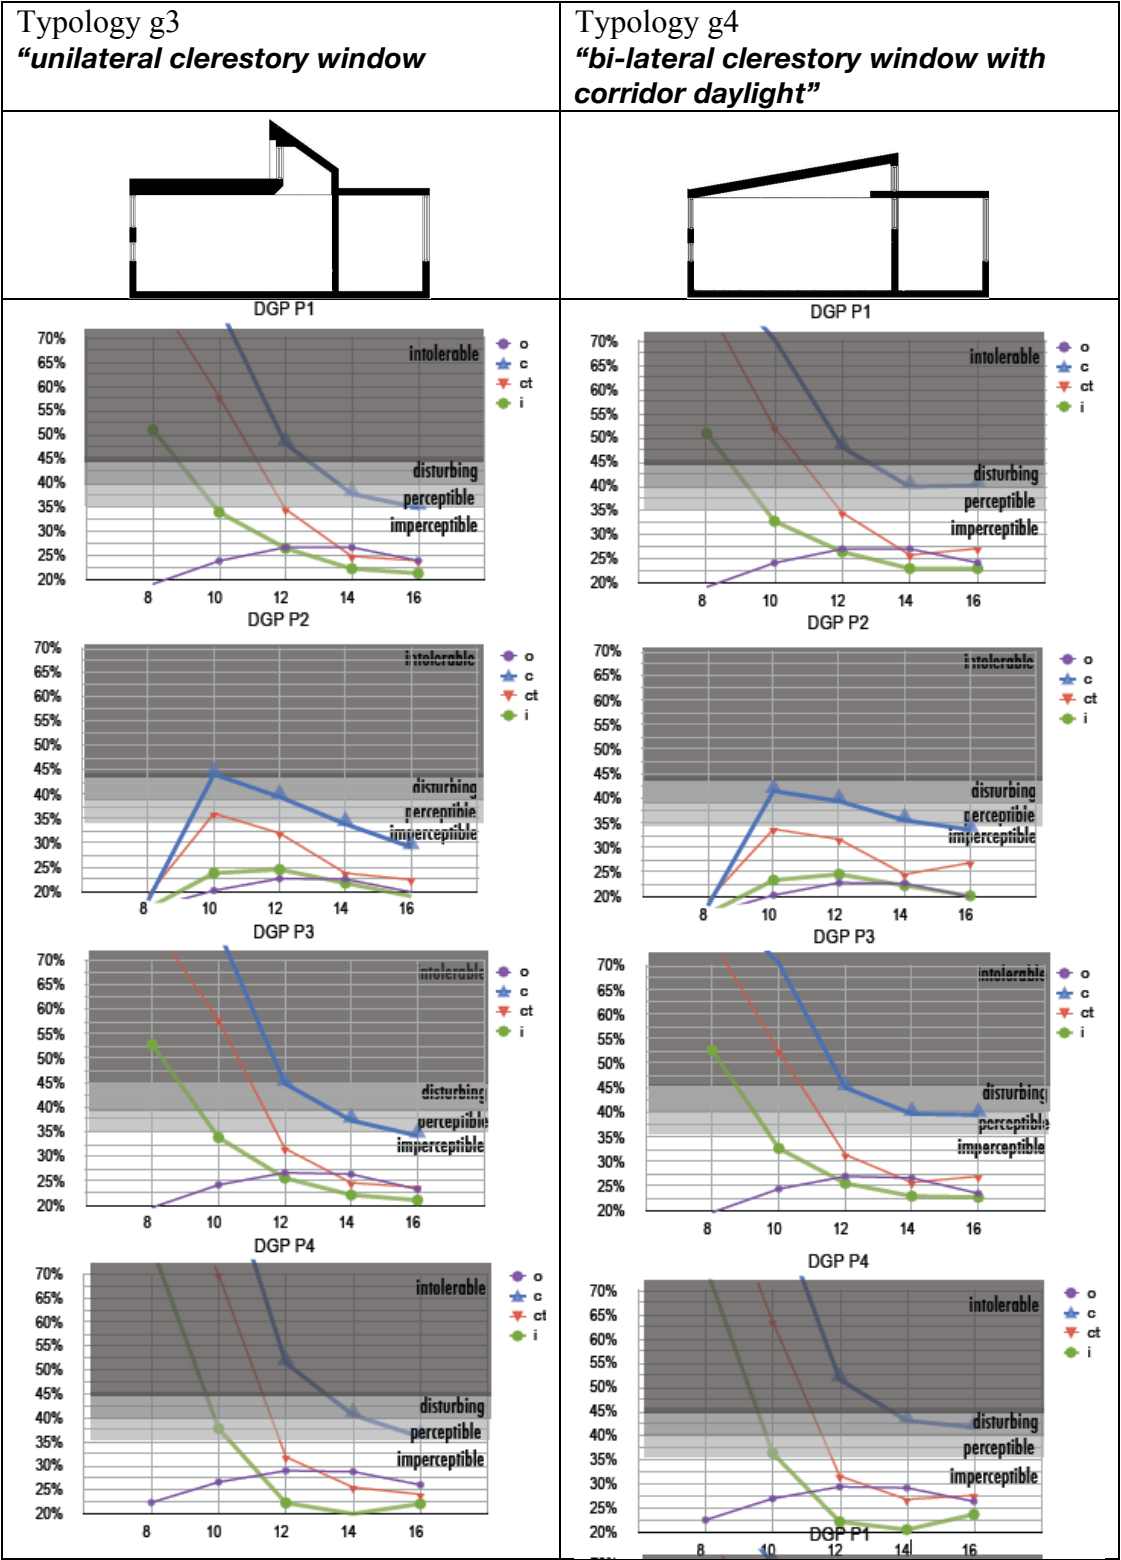 Typology g3
“unilateral clerestory window
Typology g4
“bi-lateral clerestory window with
corridor daylight”
DGP P1
70%
65%
60%
55%
50%
45%
40%
35%
30%
25%
20%
intolerable
disturbing
perceptible
imperceptible
8 10 12 14 16
o
c
ct
i
DGP P2
70%
65%
60%
55%
50%
45%
40%
35%
30%
25%
20%
intolerable
disturbing
perceptible
imperceptible
8 10 12 14 16
o
c
ct
i
DGP P3
70%
65%
60%
55%
50%
45%
40%
35%
30%
25%
20%
intolerable
disturbing
perceptible
imperceptible
8 10 12 14 16
o
c
ct
i
DGP P4
70%
65%
60%
55%
50%
45%
40%
35%
30%
25%
20%
intolerable
disturbing
perceptible
imperceptible
8 10 12 14 16
o
c
ct
i
DGP P1
70%
65%
60%
55%
50%
45%
40%
35%
30%
25%
20%
intolerable
disturbing
perceptible
imperceptible
8 10 12 14 16
o
c
ct
i
DGP P2
70%
65%
60%
55%
50%
45%
40%
35%
30%
25%
20%
intolerable
disturbing
perceptible
imperceptible
8 10 12 14 16
o
c
ct
i
DGP P3
70%
65%
60%
55%
50%
45%
40%
35%
30%
25%
20%
intolerable
disturbing
perceptible
imperceptible
8 10 12 14 16
o
c
ct
i
DGP P4
70%
65%
60%
55%
50%
45%
40%
35%
30%
25%
20%
intolerable
disturbing
perceptible
imperceptible
8 10 12 14 16
o
c
ct
i
DGP P1